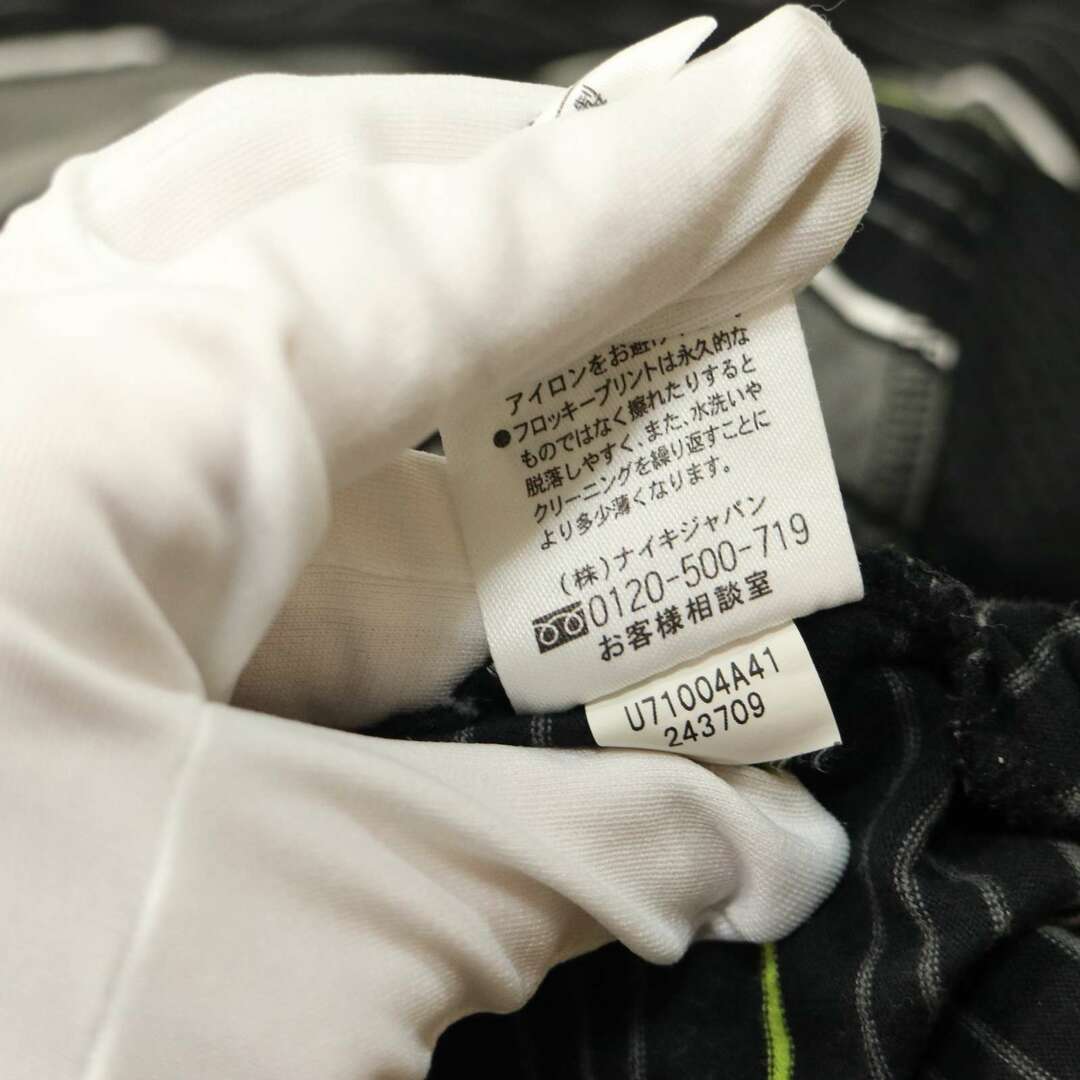 アイロンをお避け
●フロッキープリントは永久的な
ものではなく擦れたりすると
脱落しやすく、また、水洗いや
クリーニングを繰り返すことに
より多少薄くなります。
(株)ナイキジャパン
0120-500-719
お客様相談室
U71004A41
243709